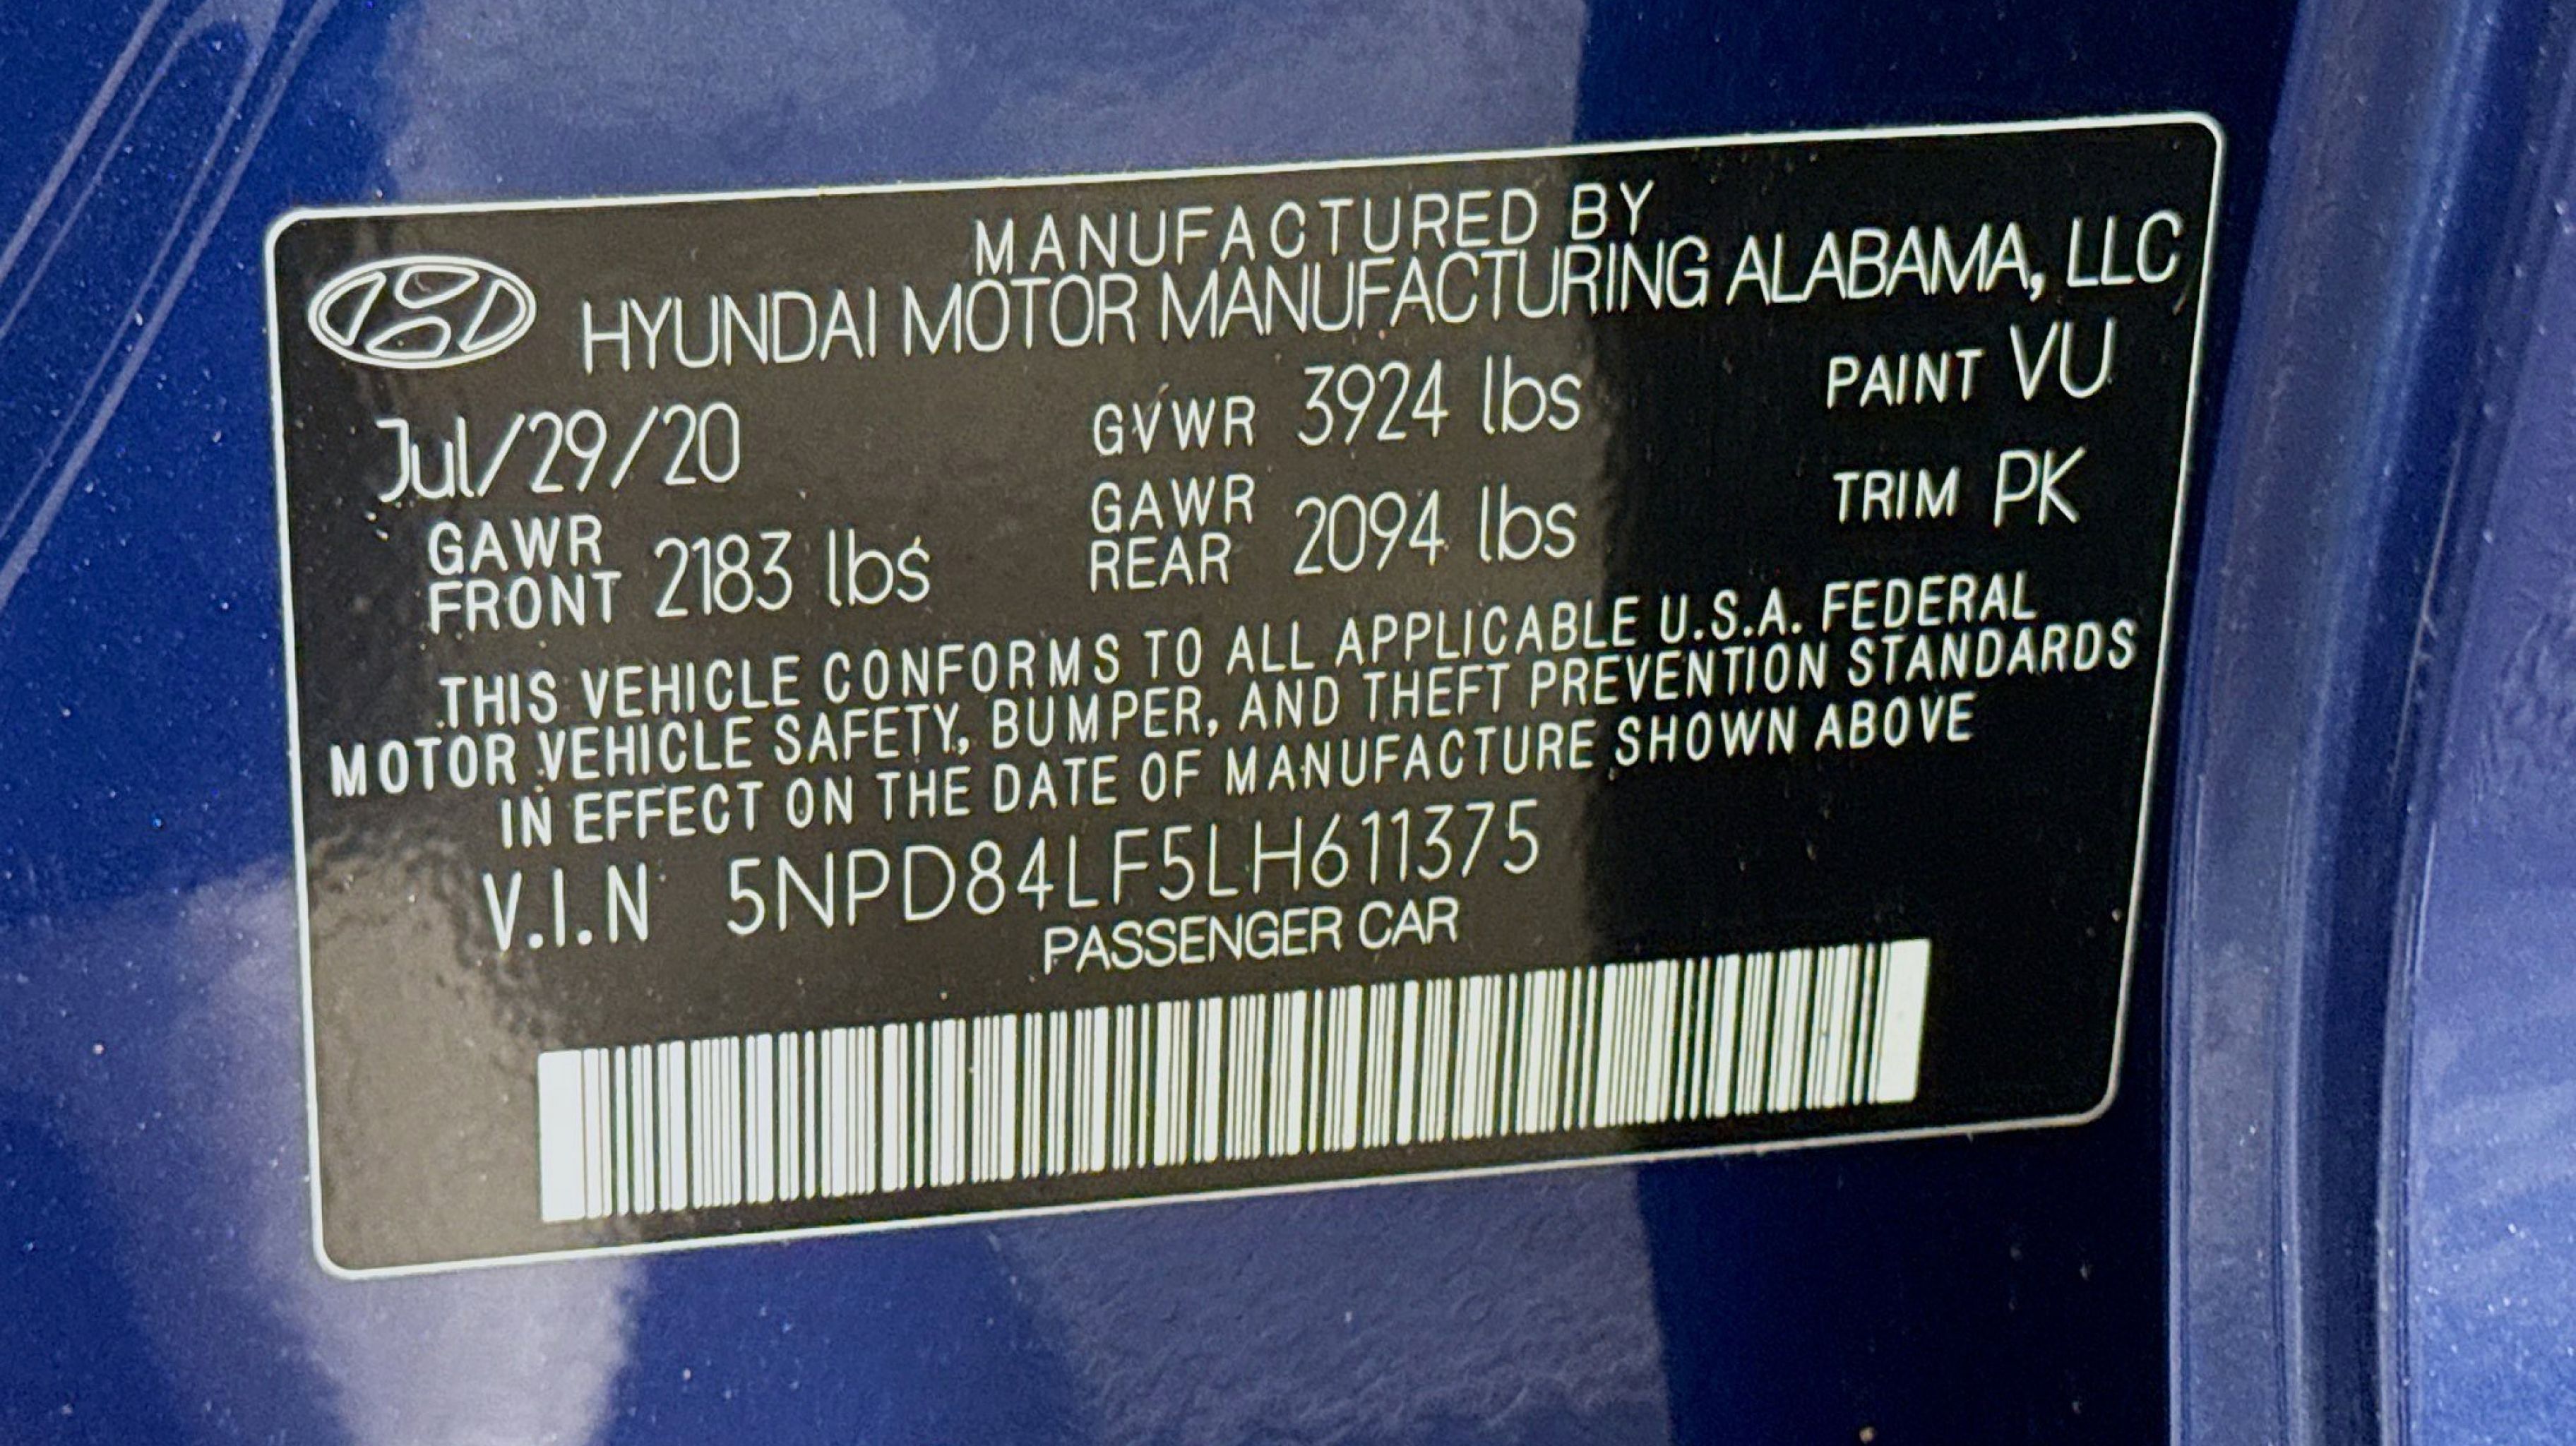 MANUFACTURED BY
HYUNDAI MOTOR MANUFACTURING ALABAMA, LLC
Jul/29/20 GVWR 3924 lbs PAINT VU
GAWR FRONT 2183 lbs GAWR REAR 2094 lbs TRIM PK
THIS VEHICLE CONFORMS TO ALL APPLICABLE U.S.A. FEDERAL
MOTOR VEHICLE SAFETY, BUMPER, AND THEFT PREVENTION STANDARDS
IN EFFECT ON THE DATE OF MANUFACTURE SHOWN ABOVE
V.I.N 5NPD84LF5LH611375
PASSENGER CAR